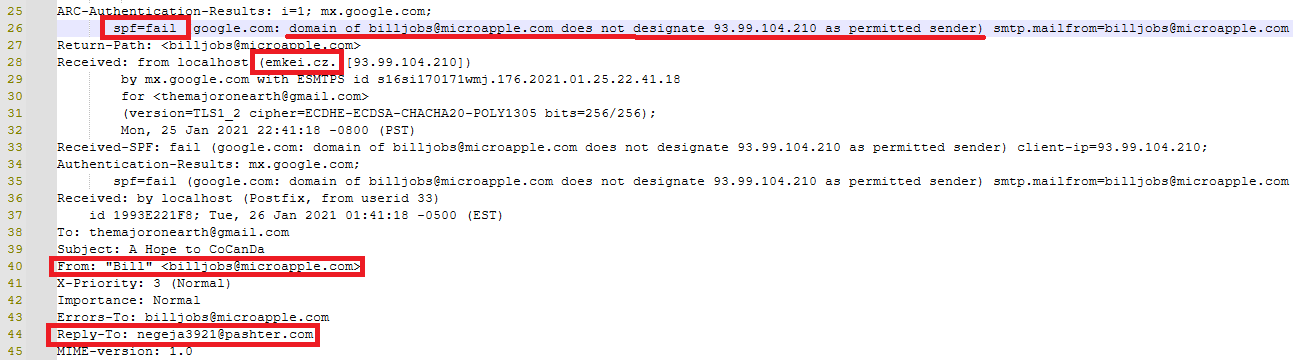 25 ARC-Authentication-Results: i=1; mx.google.com;
26 spf=fail (google.com: domain of billjobs@microapple.com does not designate 93.99.104.210 as permitted sender) smtp.mailfrom=billjobs@microapple.com
27 Return-Path: <billjobs@microapple.com>
28 Received: from localhost (emkei.cz. [93.99.104.210])
29 by mx.google.com with ESMTPS id s16si170171wmj.176.2021.01.25.22.41.18
30 for <themajoronearth@gmail.com>
31 (version=TLS1_2 cipher=ECDHE-ECDSA-CHACHA20-POLY1305 bits=256/256);
32 Mon, 25 Jan 2021 22:41:18 -0800 (PST)
33 Received-SPF: fail (google.com: domain of billjobs@microapple.com does not designate 93.99.104.210 as permitted sender) client-ip=93.99.104.210;
34 Authentication-Results: mx.google.com;
35 spf=fail (google.com: domain of billjobs@microapple.com does not designate 93.99.104.210 as permitted sender) smtp.mailfrom=billjobs@microapple.com
36 Received: by localhost (Postfix, from userid 33)
37 id 1993E221F8; Tue, 26 Jan 2021 01:41:18 -0500 (EST)
38 To: themajoronearth@gmail.com
39 Subject: A Hope to CoCanDa
40 From: "Bill" <billjobs@microapple.com>
41 X-Priority: 3 (Normal)
42 Importance: Normal
43 Errors-To: billjobs@microapple.com
44 Reply-To: negeja3921@pashter.com
45 MIME-version: 1.0